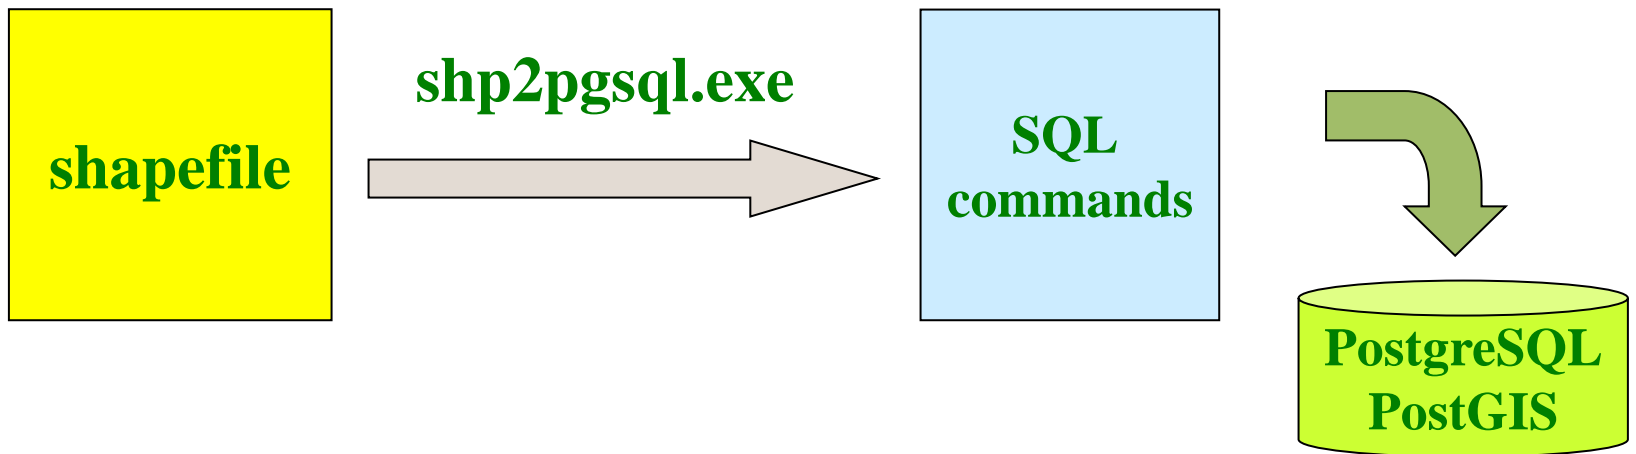 shapefile
shp2pgsql.exe
SQL
commands
PostgreSQL
PostGIS